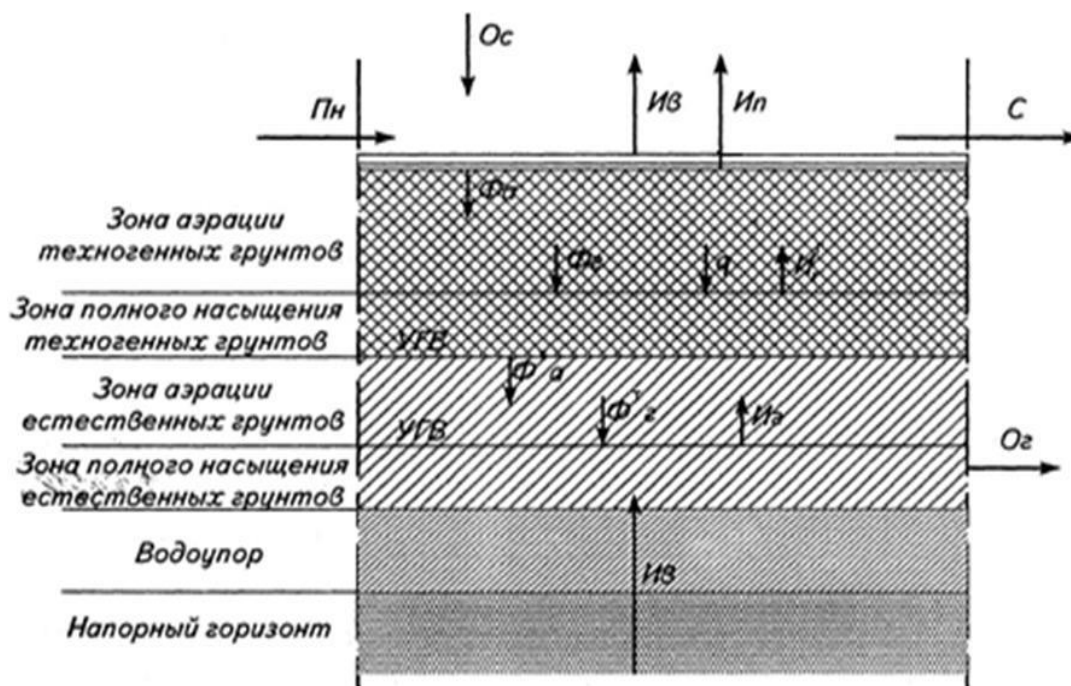 Ос
Пн
Ив
Ип
С
Фа
Зона аэрации
техногенных грунтов
Фг
q
Зона полного насыщения
техногенных грунтов
УГВ
Ф'а
Зона аэрации
естественных грунтов
Ф'г
Иг
УГВ
Ог
Зона полного насыщения
естественных грунтов
Водоупор
Ив
Напорный горизонт